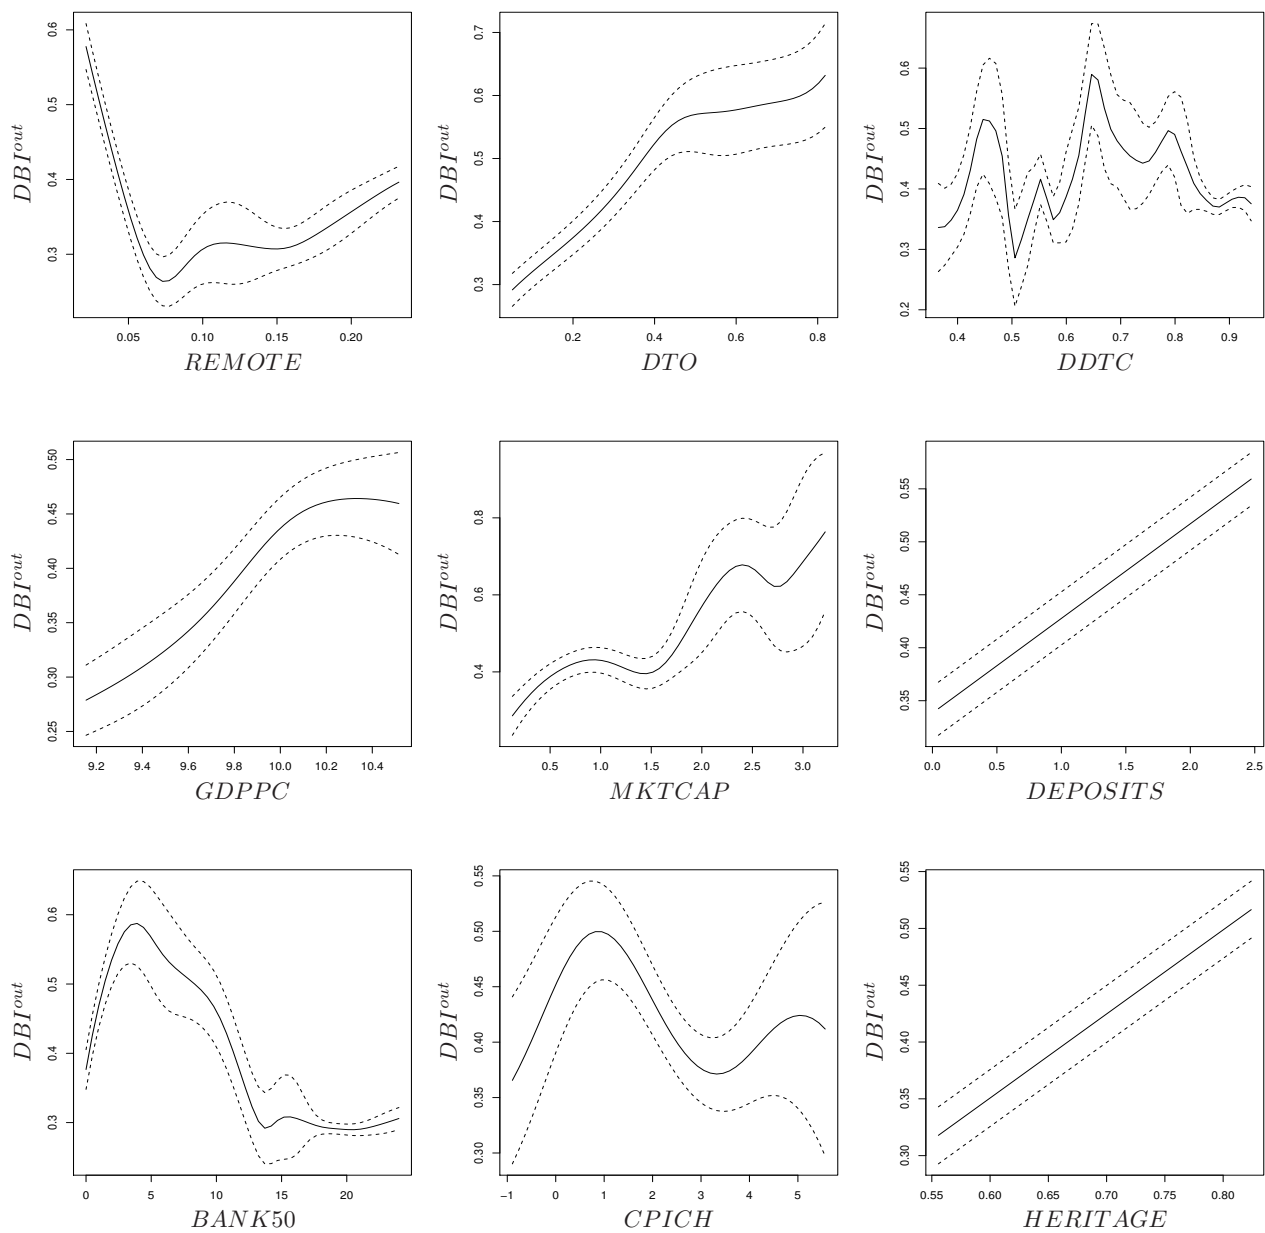 0.3 0.4 0.5 0.6
DBI^out
0.05 0.10 0.15 0.20
REMOTE
0.3 0.4 0.5 0.6 0.7
DBI^out
0.2 0.4 0.6 0.8
DTO
0.2 0.3 0.4 0.5 0.6
DBI^out
0.4 0.5 0.6 0.7 0.8 0.9
DDTC
0.25 0.30 0.35 0.40 0.45 0.50
DBI^out
9.2 9.4 9.6 9.8 10.0 10.2 10.4
GDPPC
0.4 0.6 0.8
DBI^out
0.5 1.0 1.5 2.0 2.5 3.0
MKTCAP
0.35 0.40 0.45 0.50 0.55
DBI^out
0.0 0.5 1.0 1.5 2.0 2.5
DEPOSITS
0.3 0.4 0.5 0.6
DBI^out
0 5 10 15 20
BANK50
0.30 0.35 0.40 0.45 0.50 0.55
DBI^out
−1 0 1 2 3 4 5
CPICH
0.30 0.35 0.40 0.45 0.50 0.55
DBI^out
0.55 0.60 0.65 0.70 0.75 0.80
HERITAGE